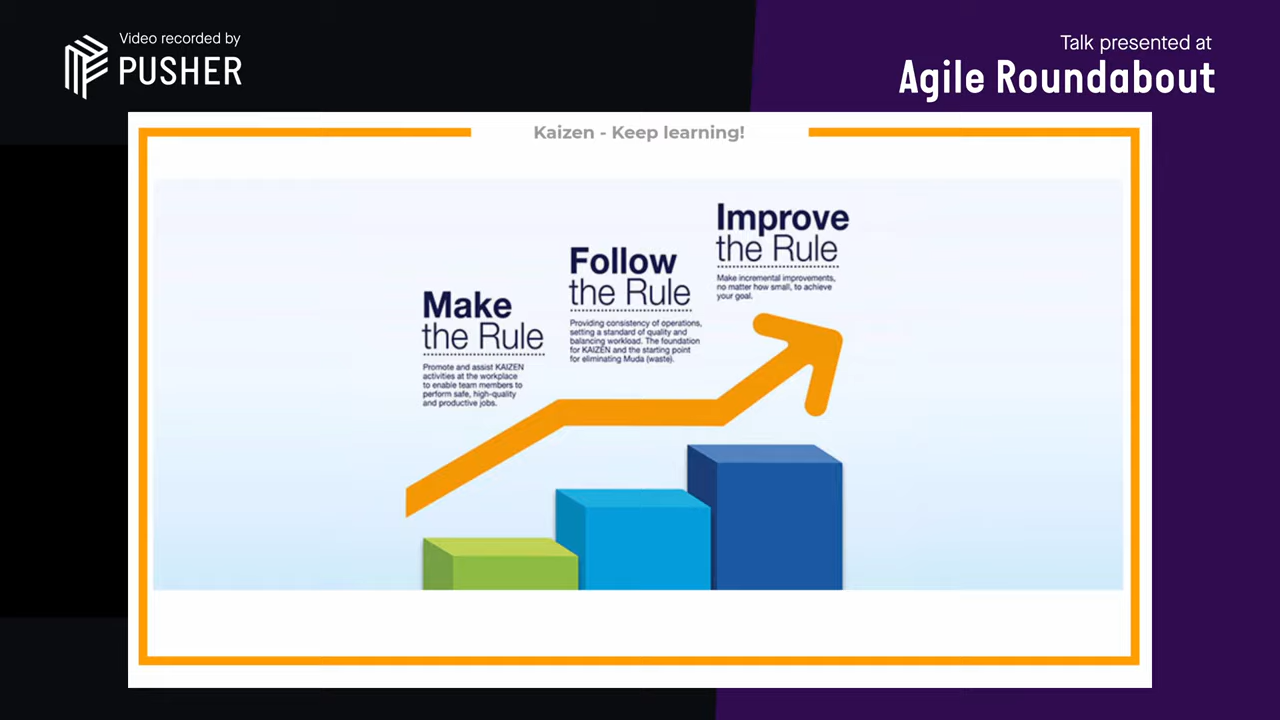 Video recorded by
PUSHER
Talk presented at
Agile Roundabout
Kaizen - Keep learning!
Make
the Rule
Promote and assist KAIZEN
activities at the workplace
to enable team members to
perform safe, high-quality
and productive jobs.
Follow
the Rule
Providing consistency of operations,
setting a standard of quality and
balancing workload. The foundation
for KAIZEN and the starting point
for eliminating Muda (waste).
Improve
the Rule
Make incremental improvements,
no matter how small, to achieve
your goal.